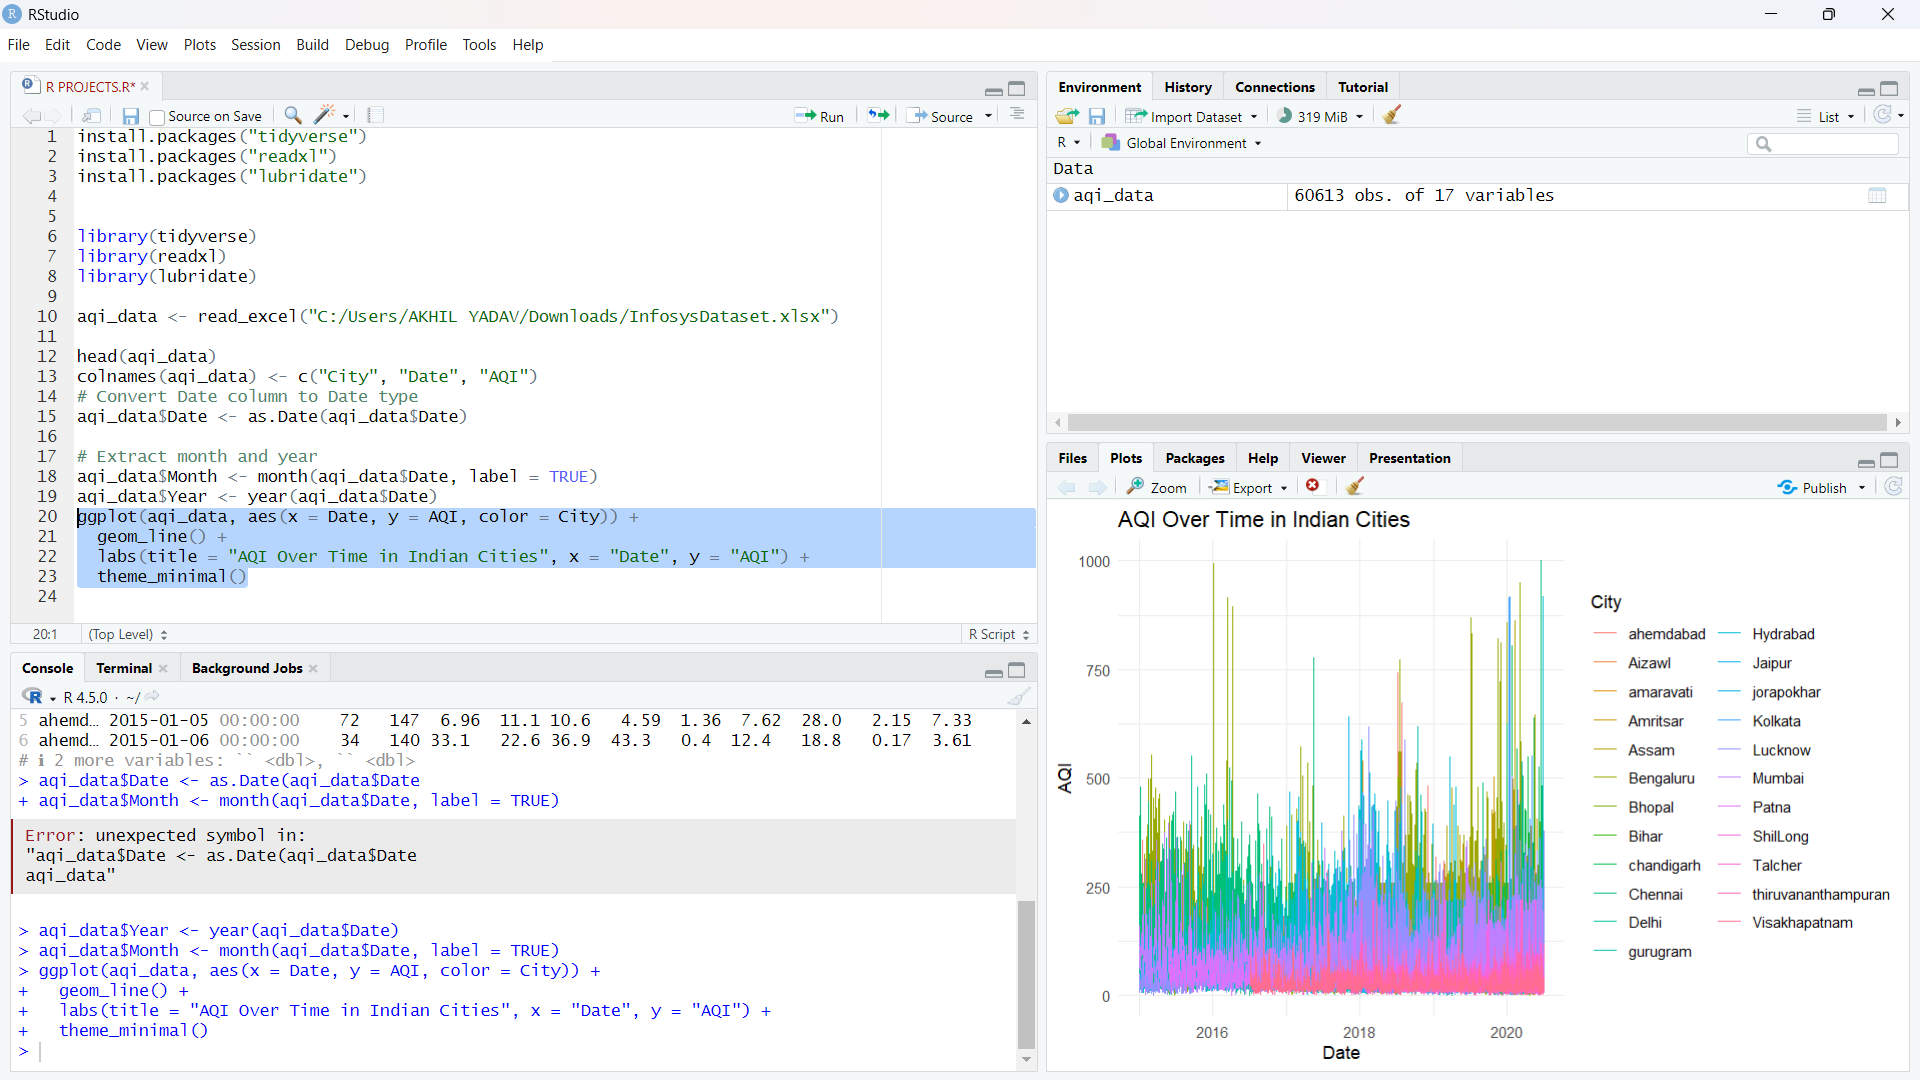 RStudio
File Edit Code View Plots Session Build Debug Profile Tools Help
R PROJECTS.R*
Source on Save Run Source
1 install.packages("tidyverse")
2 install.packages("readxl")
3 install.packages("lubridate")
4
5
6 library(tidyverse)
7 library(readxl)
8 library(lubridate)
9
10 aqi_data <- read_excel("C:/Users/AKHIL YADAV/Downloads/InfosysDataset.xlsx")
11
12 head(aqi_data)
13 colnames(aqi_data) <- c("City", "Date", "AQI")
14 # Convert Date column to Date type
15 aqi_data$Date <- as.Date(aqi_data$Date)
16
17 # Extract month and year
18 aqi_data$Month <- month(aqi_data$Date, label = TRUE)
19 aqi_data$Year <- year(aqi_data$Date)
20 ggplot(aqi_data, aes(x = Date, y = AQI, color = City)) +
21 geom_line() +
22 labs(title = "AQI Over Time in Indian Cities", x = "Date", y = "AQI") +
23 theme_minimal()
24
20:1 (Top Level) R Script
Console Terminal Background Jobs
R R 4.5.0 · ~/
5 ahemd… 2015-01-05 00:00:00 72 147 6.96 11.1 10.6 4.59 1.36 7.62 28.0 2.15 7.33
6 ahemd… 2015-01-06 00:00:00 34 140 33.1 22.6 36.9 43.3 0.4 12.4 18.8 0.17 3.61
# ℹ 2 more variables: `` <dbl>, `` <dbl>
> aqi_data$Date <- as.Date(aqi_data$Date
+ aqi_data$Month <- month(aqi_data$Date, label = TRUE)
Error: unexpected symbol in:
"aqi_data$Date <- as.Date(aqi_data$Date
aqi_data"
> aqi_data$Year <- year(aqi_data$Date)
> aqi_data$Month <- month(aqi_data$Date, label = TRUE)
> ggplot(aqi_data, aes(x = Date, y = AQI, color = City)) +
+ geom_line() +
+ labs(title = "AQI Over Time in Indian Cities", x = "Date", y = "AQI") +
+ theme_minimal()
>
Environment History Connections Tutorial
Import Dataset 319 MiB List
R Global Environment
Data
aqi_data 60613 obs. of 17 variables
Files Plots Packages Help Viewer Presentation
Zoom Export Publish
AQI Over Time in Indian Cities
1000
750
500
250
0
AQI
2016 2018 2020
Date
City
ahemdabad Hydrabad
Aizawl Jaipur
amaravati jorapokhar
Amritsar Kolkata
Assam Lucknow
Bengaluru Mumbai
Bhopal Patna
Bihar ShilLong
chandigarh Talcher
Chennai thiruvananthampuran
Delhi Visakhapatnam
gurugram